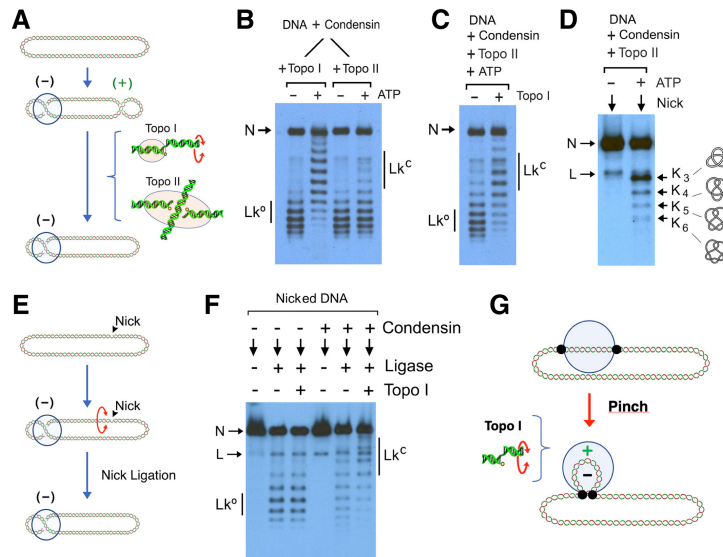 A
(−)
(+)
Topo I
Topo II
(−)
B
DNA + Condensin
+Topo I +Topo II
− + − + ATP
N
Lkᶜ
Lkº
C
DNA
+ Condensin
+ Topo II
+ ATP
− + Topo I
N
Lkᶜ
Lkº
D
DNA
+ Condensin
+ Topo II
− + ATP
Nick
N
L
K₃
K₄
K₅
K₆
E
Nick
(−)
Nick
Nick Ligation
(−)
F
Nicked DNA
- - - + + + Condensin
- + + - + + Ligase
- - + - - + Topo I
N
L
Lkᶜ
Lkº
G
Pinch
Topo I
+
−